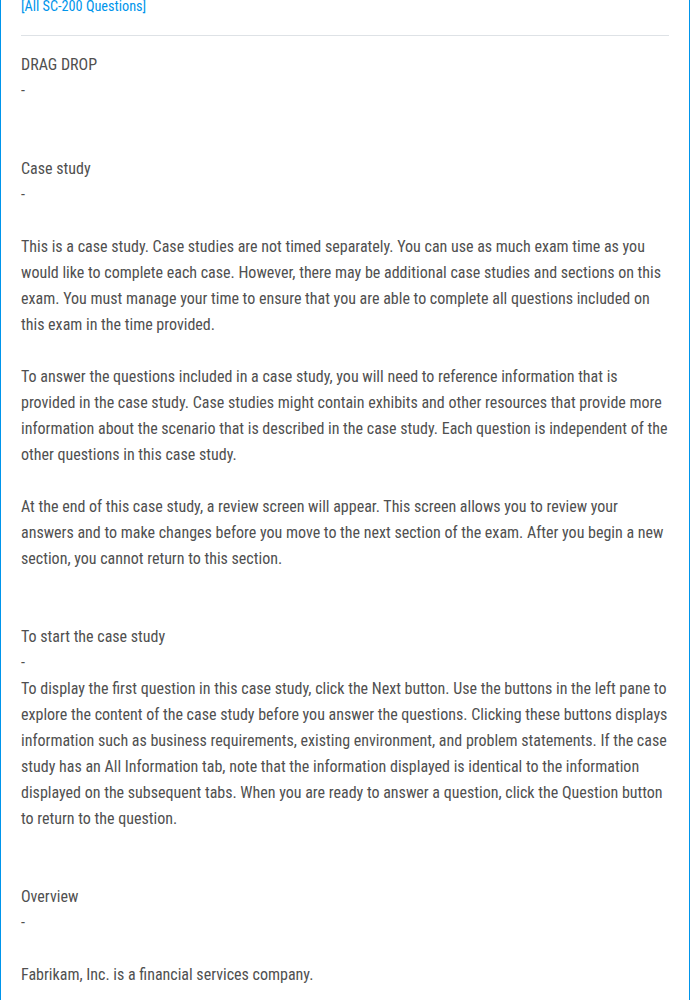 [All SC-200 Questions]
DRAG DROP
-
Case study
-
This is a case study. Case studies are not timed separately. You can use as much exam time as you
would like to complete each case. However, there may be additional case studies and sections on this
exam. You must manage your time to ensure that you are able to complete all questions included on
this exam in the time provided.
To answer the questions included in a case study, you will need to reference information that is
provided in the case study. Case studies might contain exhibits and other resources that provide more
information about the scenario that is described in the case study. Each question is independent of the
other questions in this case study.
At the end of this case study, a review screen will appear. This screen allows you to review your
answers and to make changes before you move to the next section of the exam. After you begin a new
section, you cannot return to this section.
To start the case study
-
To display the first question in this case study, click the Next button. Use the buttons in the left pane to
explore the content of the case study before you answer the questions. Clicking these buttons displays
information such as business requirements, existing environment, and problem statements. If the case
study has an All Information tab, note that the information displayed is identical to the information
displayed on the subsequent tabs. When you are ready to answer a question, click the Question button
to return to the question.
Overview
-
Fabrikam, Inc. is a financial services company.